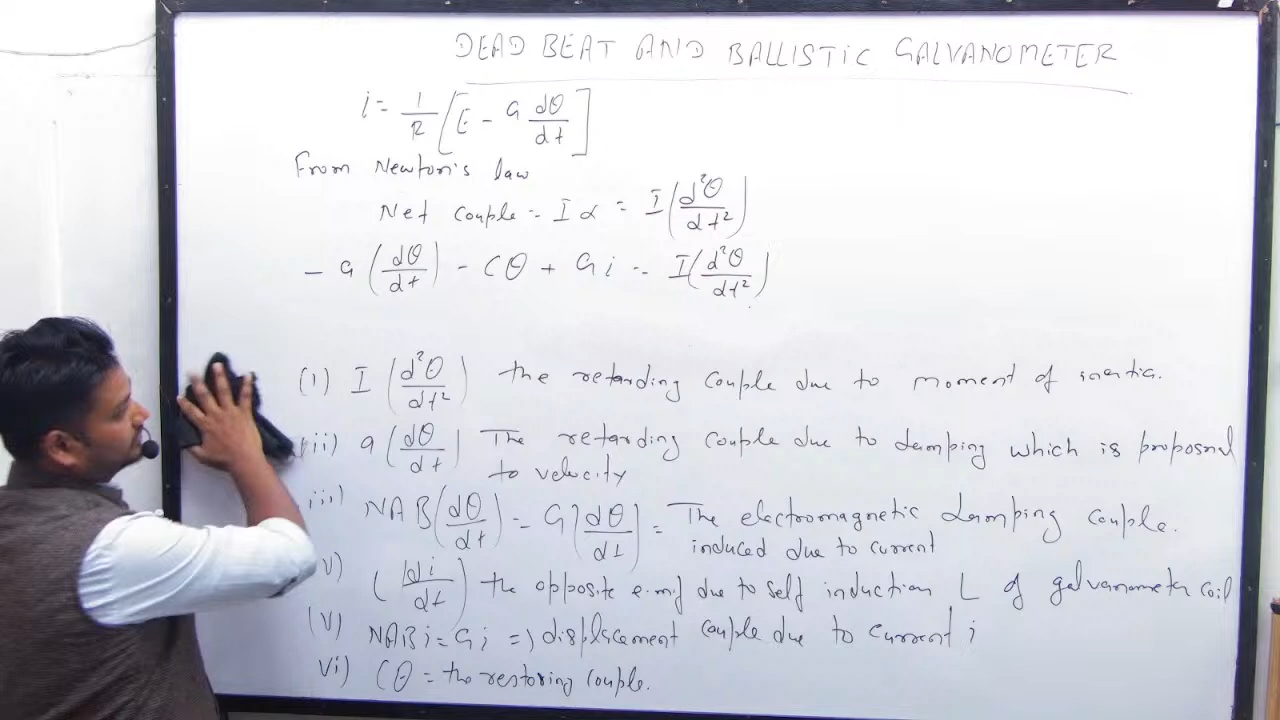 DEAD BEAT AND BALLISTIC GALVANOMETER
i = 1/R [E - G dθ/dt]
From Newton's law
Net couple = I α = I (d²θ/dt²)
- a (dθ/dt) - Cθ + Gi = I (d²θ/dt²)
(i) I (d²θ/dt²) the retarding couple due to moment of inertia.
(ii) a (dθ/dt) The retarding couple due to damping which is proposnal
to velocity
iii) NAB (dθ/dt) = G (dθ/dt) = The electromagnetic damping couple.
induced due to current
V) L (di/dt) the opposite e.m.f due to self induction L of galvanometer coil
(V) NABi = Gi => displacement couple due to current i
vi) Cθ = the restoring couple.